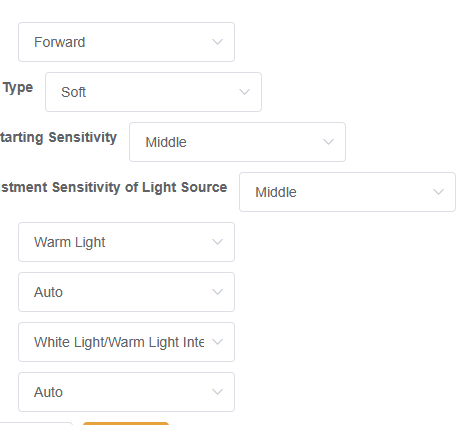 Forward
Type Soft
tarting Sensitivity Middle
stment Sensitivity of Light Source Middle
Warm Light
Auto
White Light/Warm Light Inte
Auto